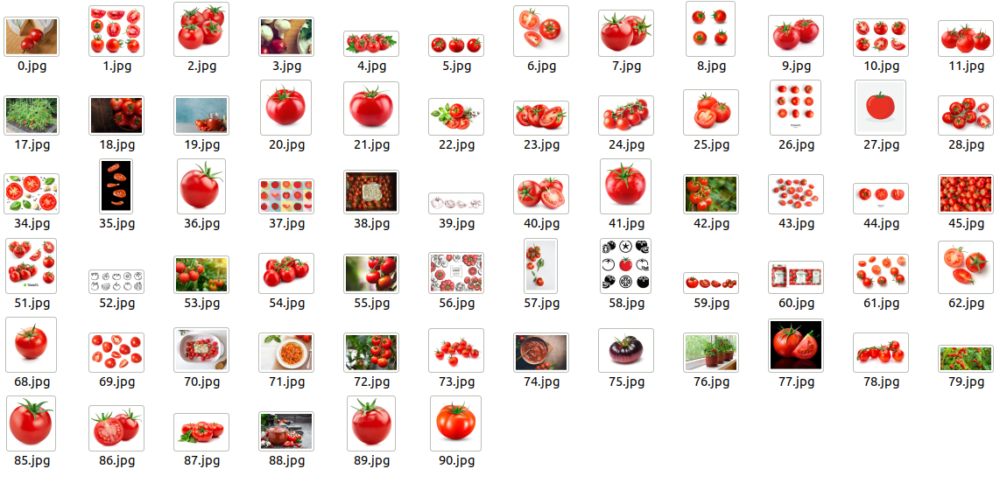 0.jpg 1.jpg 2.jpg 3.jpg 4.jpg 5.jpg 6.jpg 7.jpg 8.jpg 9.jpg 10.jpg 11.jpg
17.jpg 18.jpg 19.jpg 20.jpg 21.jpg 22.jpg 23.jpg 24.jpg 25.jpg 26.jpg 27.jpg 28.jpg
34.jpg 35.jpg 36.jpg 37.jpg 38.jpg 39.jpg 40.jpg 41.jpg 42.jpg 43.jpg 44.jpg 45.jpg
TOMATO
51.jpg 52.jpg 53.jpg 54.jpg 55.jpg 56.jpg 57.jpg 58.jpg 59.jpg 60.jpg 61.jpg 62.jpg
68.jpg 69.jpg 70.jpg 71.jpg 72.jpg 73.jpg 74.jpg 75.jpg 76.jpg 77.jpg 78.jpg 79.jpg
85.jpg 86.jpg 87.jpg 88.jpg 89.jpg 90.jpg